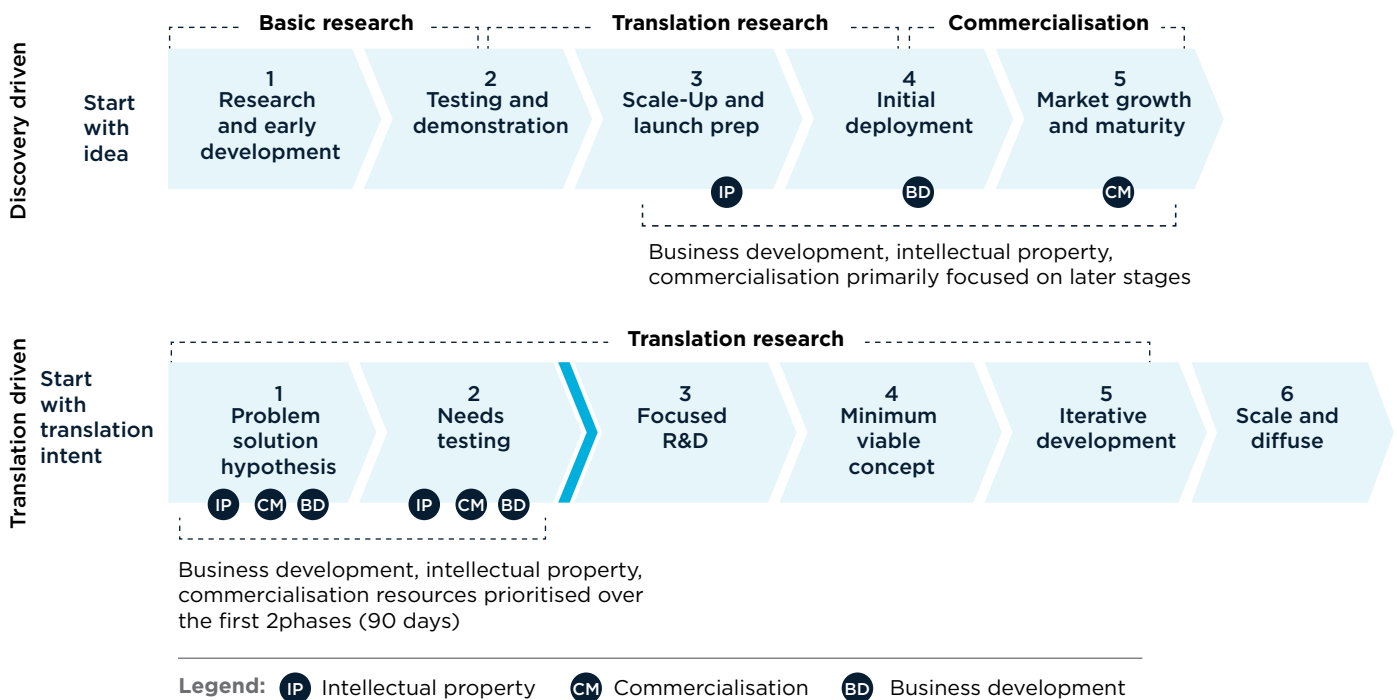 Discovery driven
Start
with
idea
Basic research
Translation research
Commercialisation
1
Research
and early
development
2
Testing and
demonstration
3
Scale-Up and
launch prep
4
Initial
deployment
5
Market growth
and maturity
IP
BD
CM
Business development, intellectual property,
commercialisation primarily focused on later stages
Translation driven
Start
with
translation
intent
Translation research
1
Problem
solution
hypothesis
2
Needs
testing
3
Focused
R&D
4
Minimum
viable
concept
5
Iterative
development
6
Scale and
diffuse
IP CM BD
IP CM BD
Business development, intellectual property,
commercialisation resources prioritised over
the first 2phases (90 days)
Legend: IP Intellectual property CM Commercialisation BD Business development